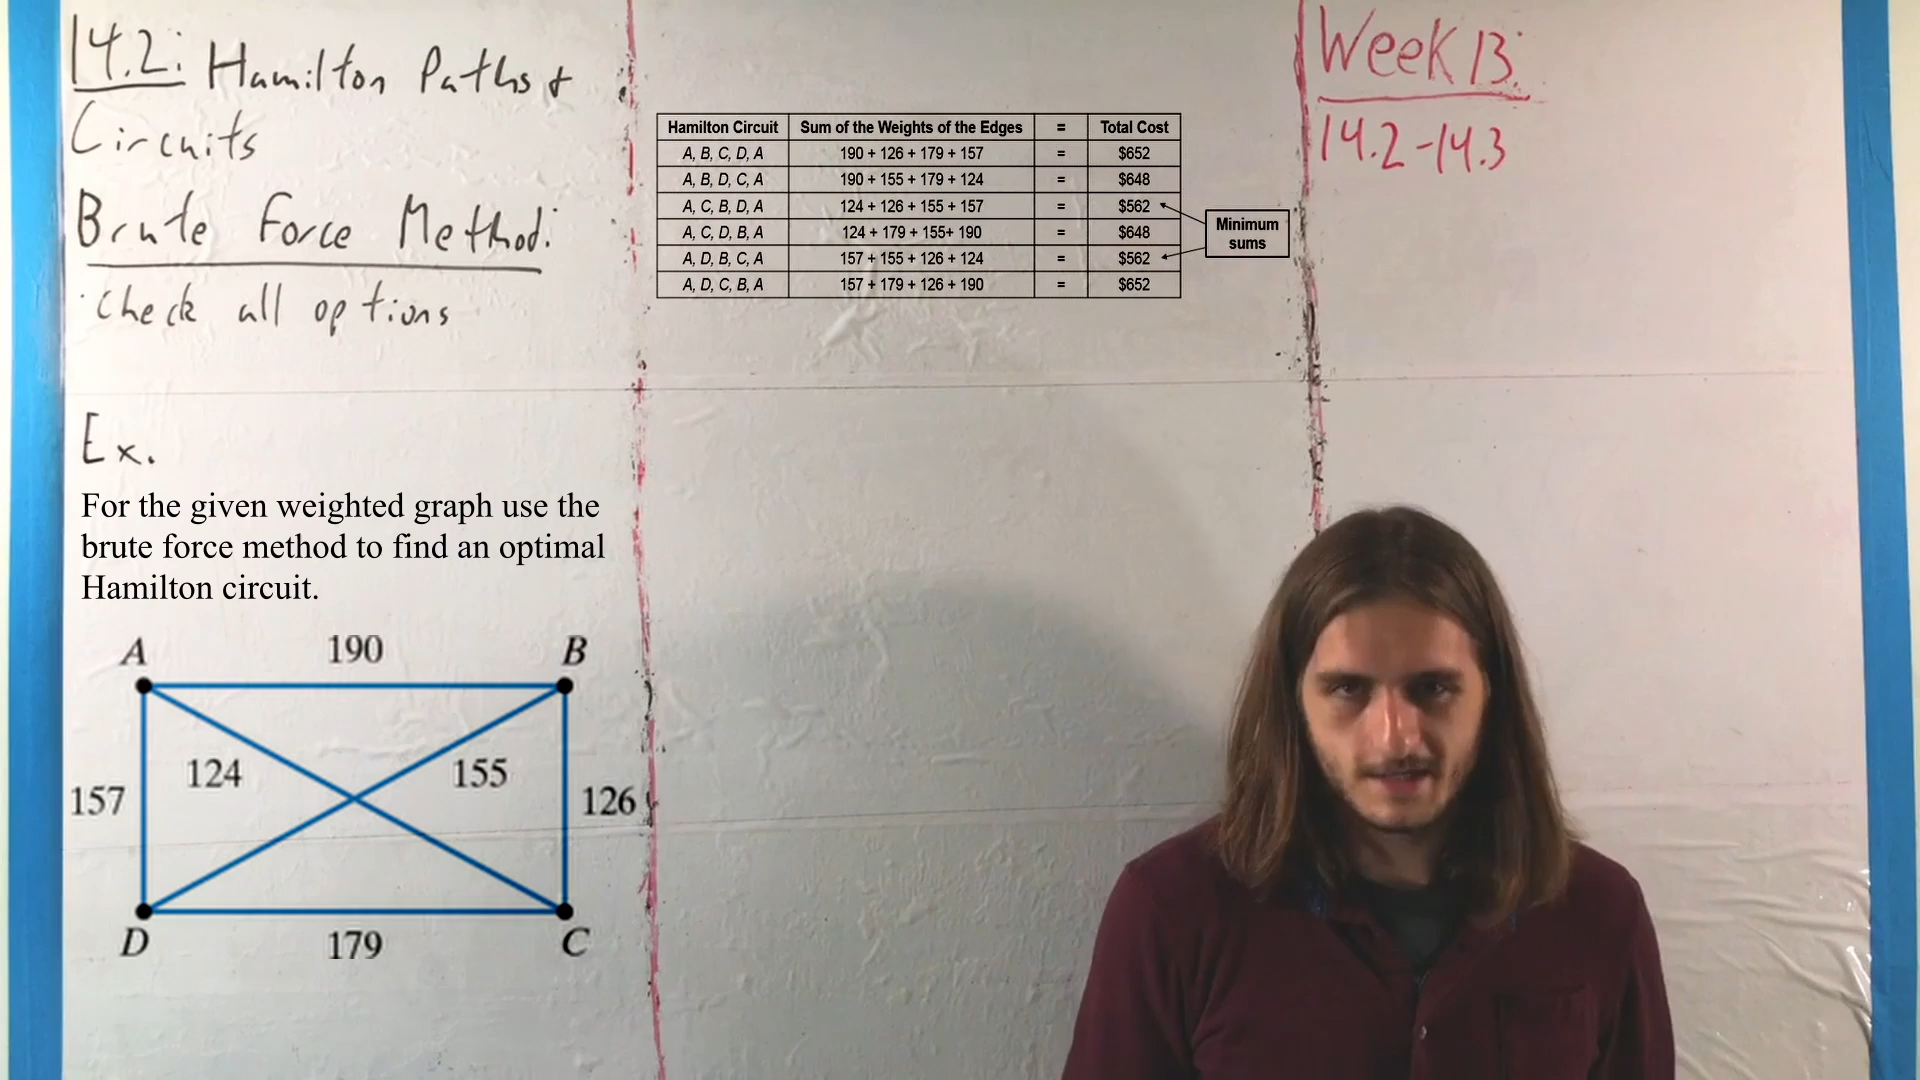 14.2: Hamilton Paths &
Circuits
Brute Force Method:
· Check all options
Hamilton Circuit Sum of the Weights of the Edges = Total Cost
A, B, C, D, A 190 + 126 + 179 + 157 = $652
A, B, D, C, A 190 + 155 + 179 + 124 = $648
A, C, B, D, A 124 + 126 + 155 + 157 = $562
A, C, D, B, A 124 + 179 + 155+ 190 = $648
A, D, B, C, A 157 + 155 + 126 + 124 = $562
A, D, C, B, A 157 + 179 + 126 + 190 = $652
Minimum
sums
Week 13:
14.2-14.3
Ex.
For the given weighted graph use the
brute force method to find an optimal
Hamilton circuit.
A 190 B
124 155
157 126
D 179 C